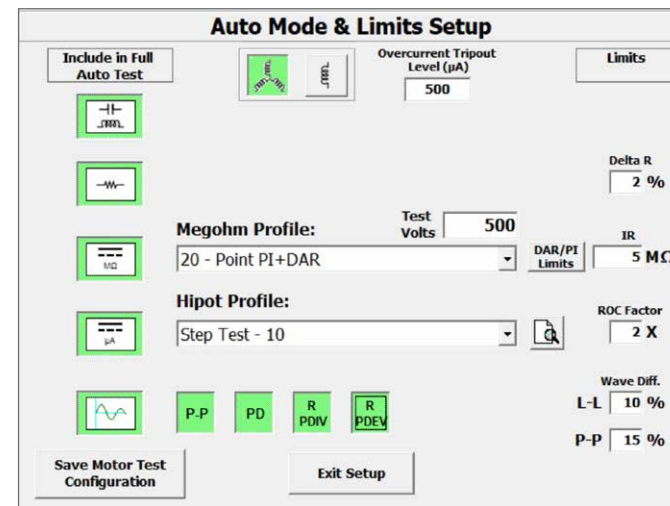 Auto Mode & Limits Setup
Include in Full
Auto Test
Overcurrent Tripout
Level (µA)
500
Limits
Delta R
2 %
Megohm Profile:
Test
Volts
500
MΩ
20 - Point PI+DAR
DAR/PI
Limits
IR
5 MΩ
Hipot Profile:
µA
Step Test - 10
ROC Factor
2 X
P-P
PD
R
PDIV
R
PDEV
Wave Diff.
L-L 10 %
P-P 15 %
Save Motor Test
Configuration
Exit Setup